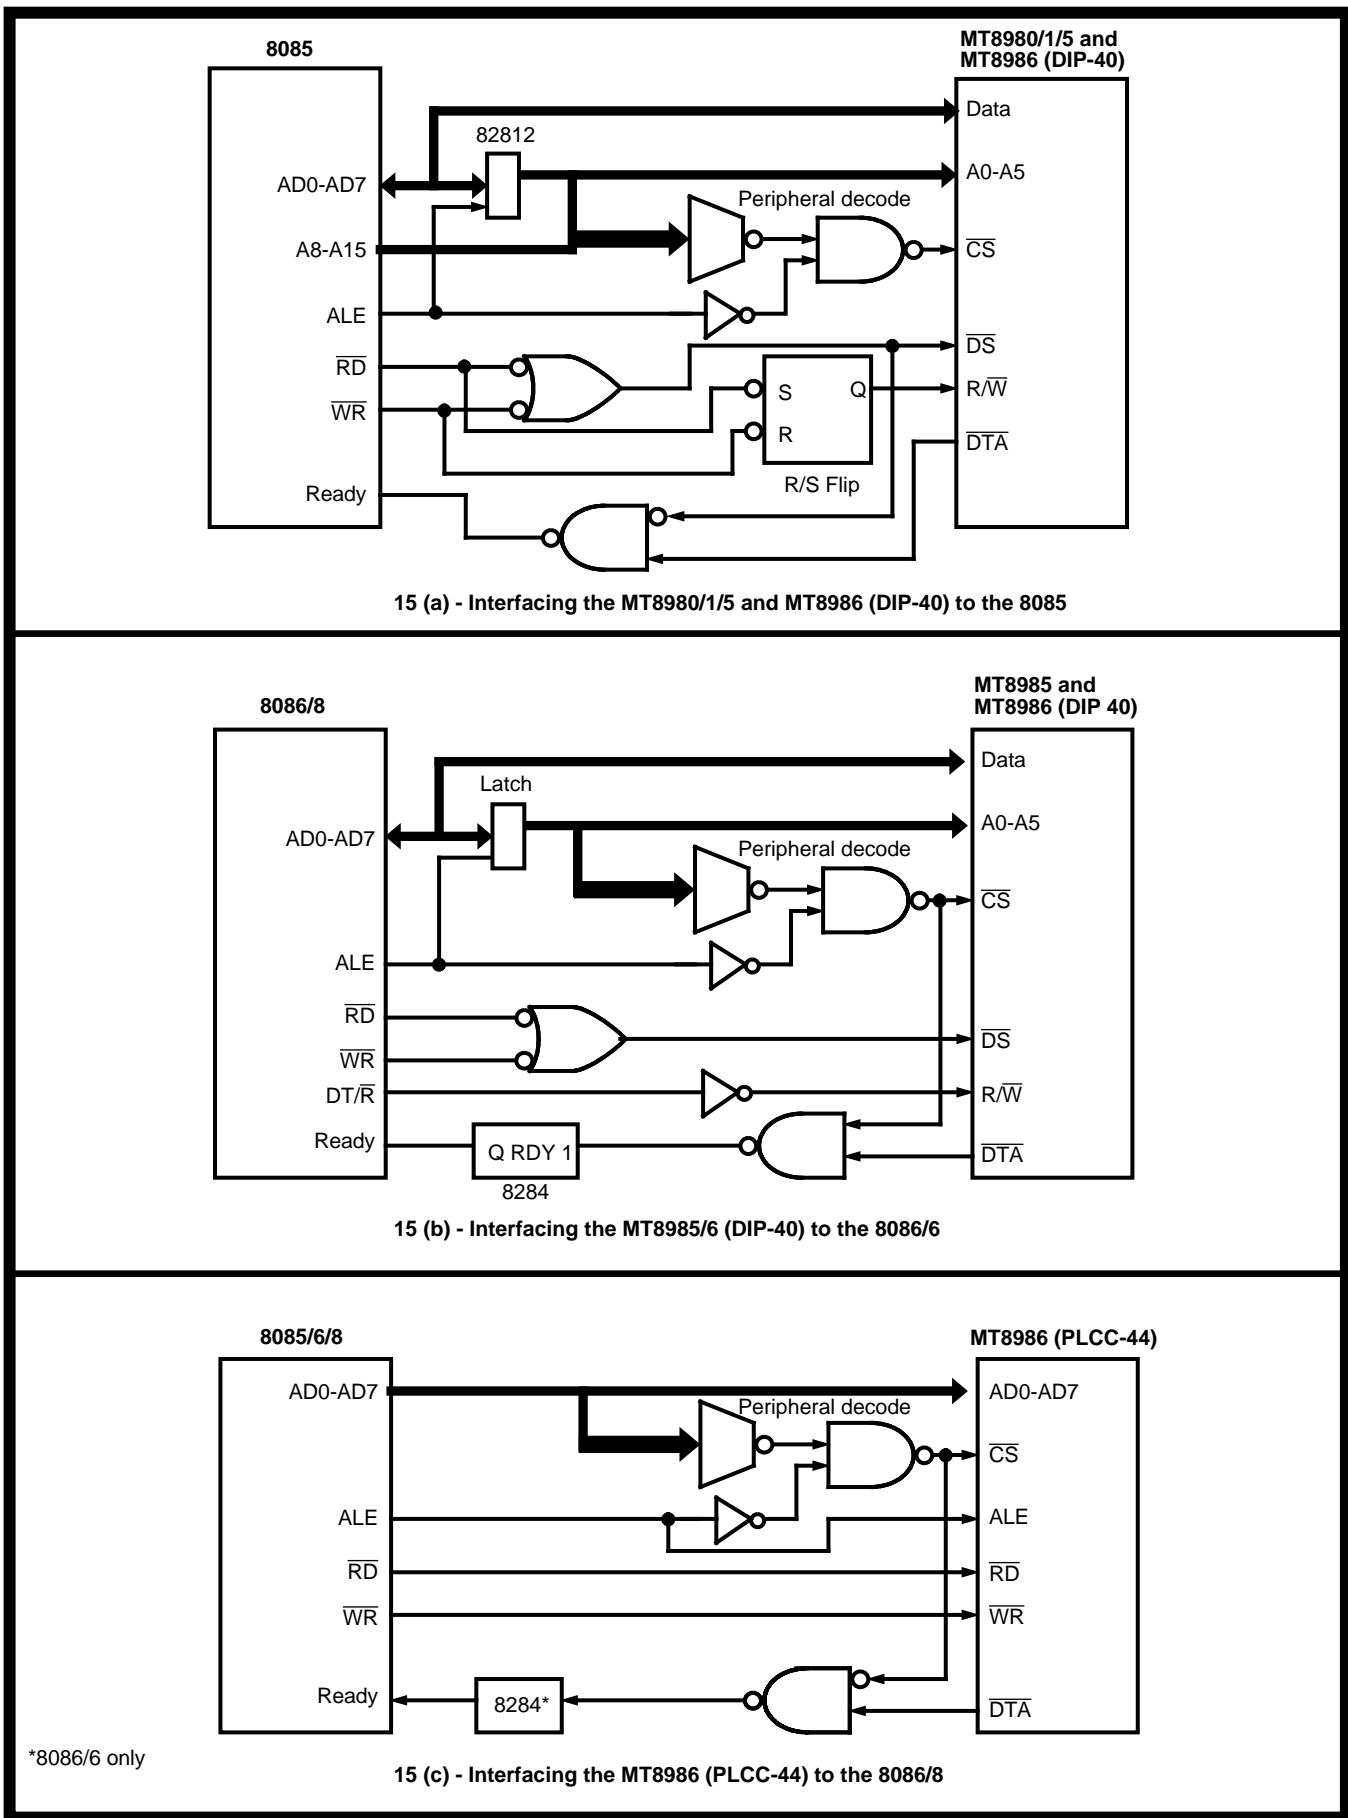 8085
MT8980/1/5 and
MT8986 (DIP-40)
Data
82812
AD0-AD7
A0-A5
Peripheral decode
A8-A15
CS
ALE
DS
RD
S
Q
R/W
WR
R
DTA
R/S Flip
Ready
15 (a) - Interfacing the MT8980/1/5 and MT8986 (DIP-40) to the 8085
8086/8
MT8985 and
MT8986 (DIP 40)
Data
Latch
AD0-AD7
A0-A5
Peripheral decode
CS
ALE
RD
DS
WR
DT/R
R/W
Ready
Q RDY 1
DTA
8284
15 (b) - Interfacing the MT8985/6 (DIP-40) to the 8086/6
8085/6/8
MT8986 (PLCC-44)
AD0-AD7
AD0-AD7
Peripheral decode
CS
ALE
ALE
RD
RD
WR
WR
Ready
8284*
DTA
*8086/6 only
15 (c) - Interfacing the MT8986 (PLCC-44) to the 8086/8